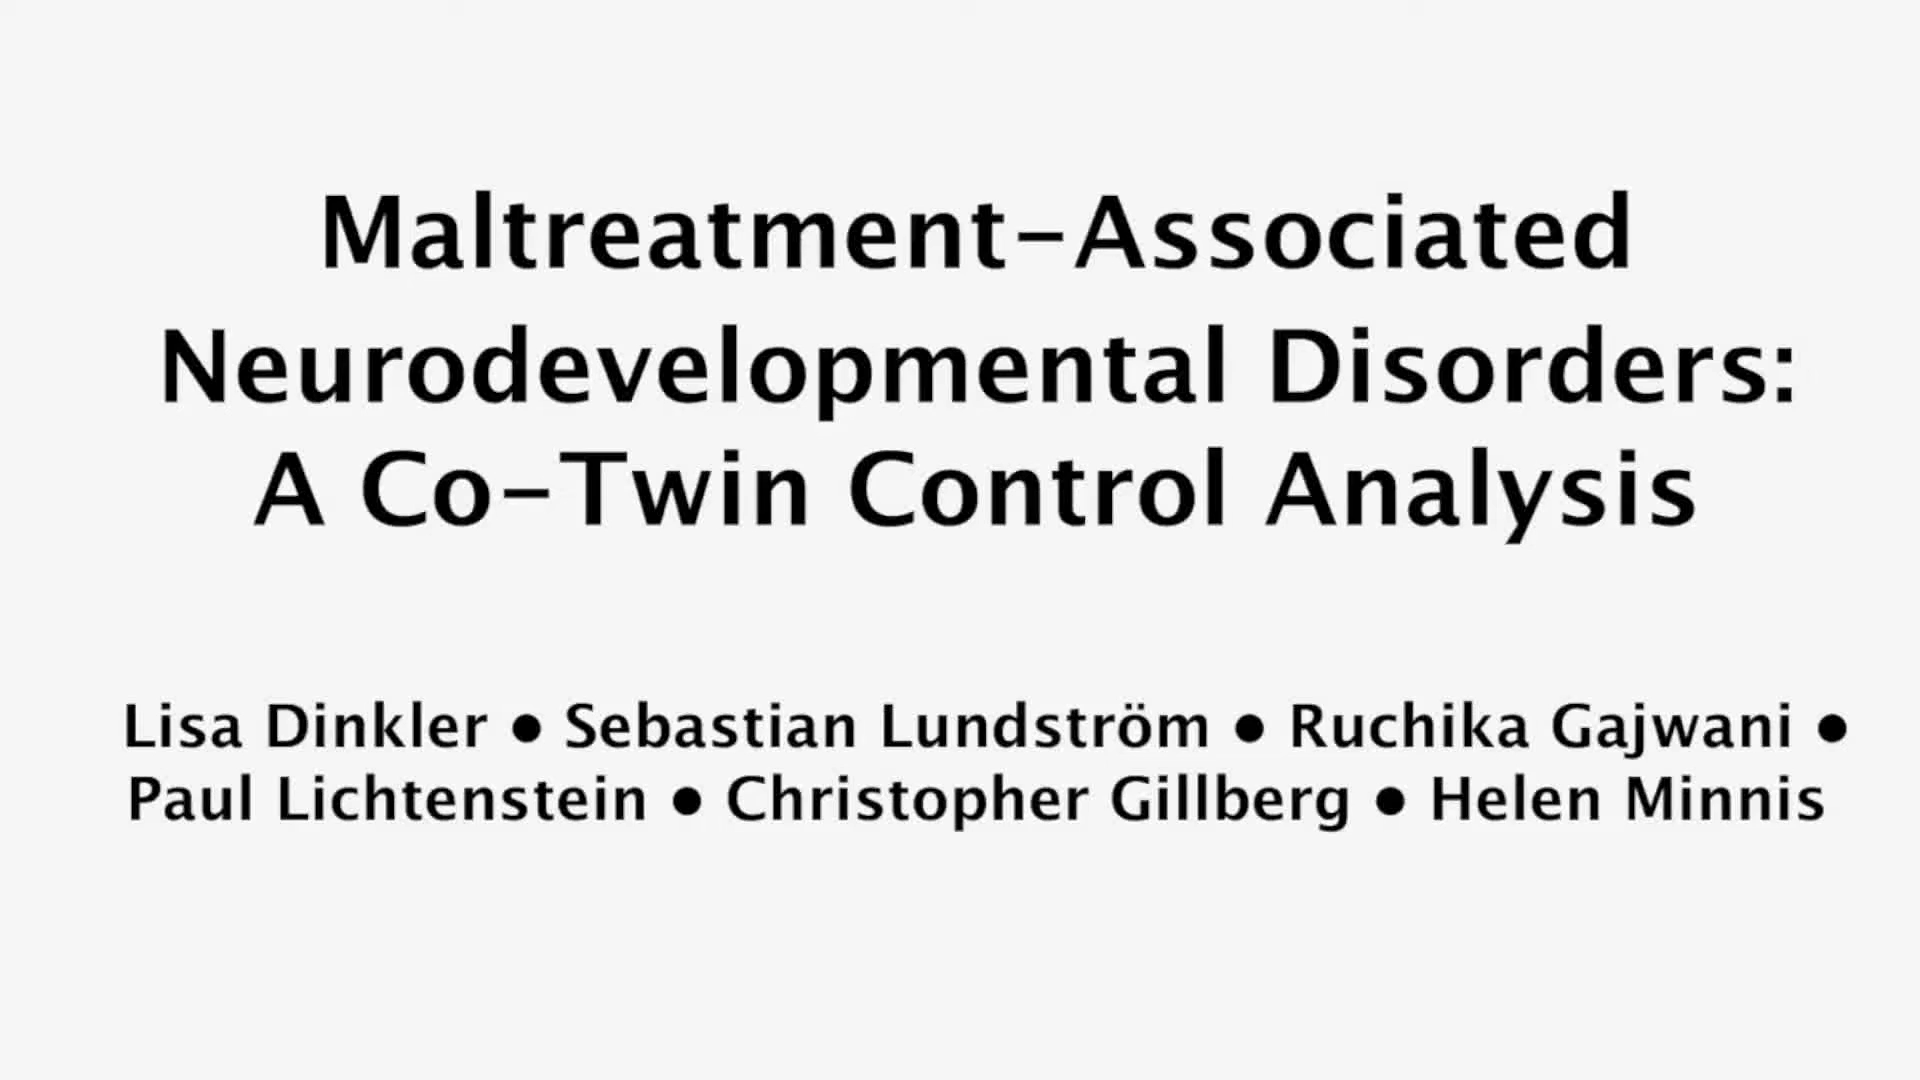 Maltreatment-Associated
Neurodevelopmental Disorders:
A Co-Twin Control Analysis
Lisa Dinkler ● Sebastian Lundström ● Ruchika Gajwani ●
Paul Lichtenstein ● Christopher Gillberg ● Helen Minnis